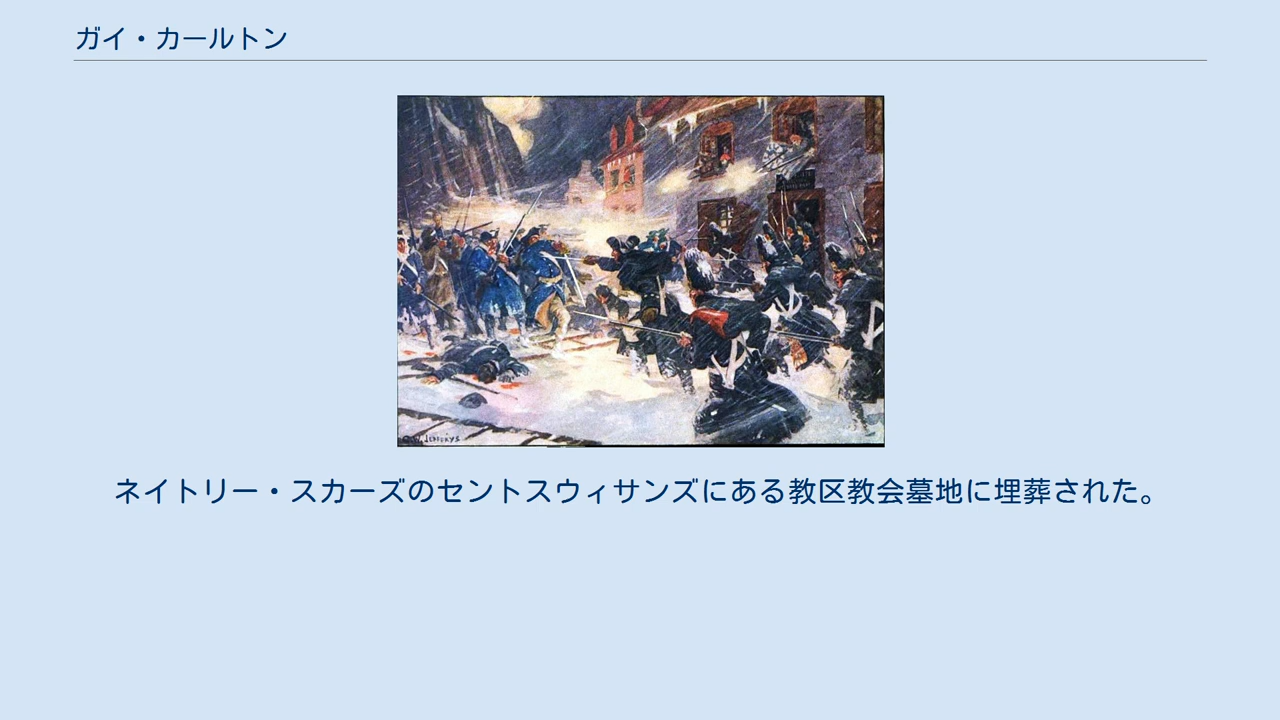 ガイ・カールトン
C.W. JEFFERYS
ネイトリー・スカーズのセントスウィサンズにある教区教会墓地に埋葬された。